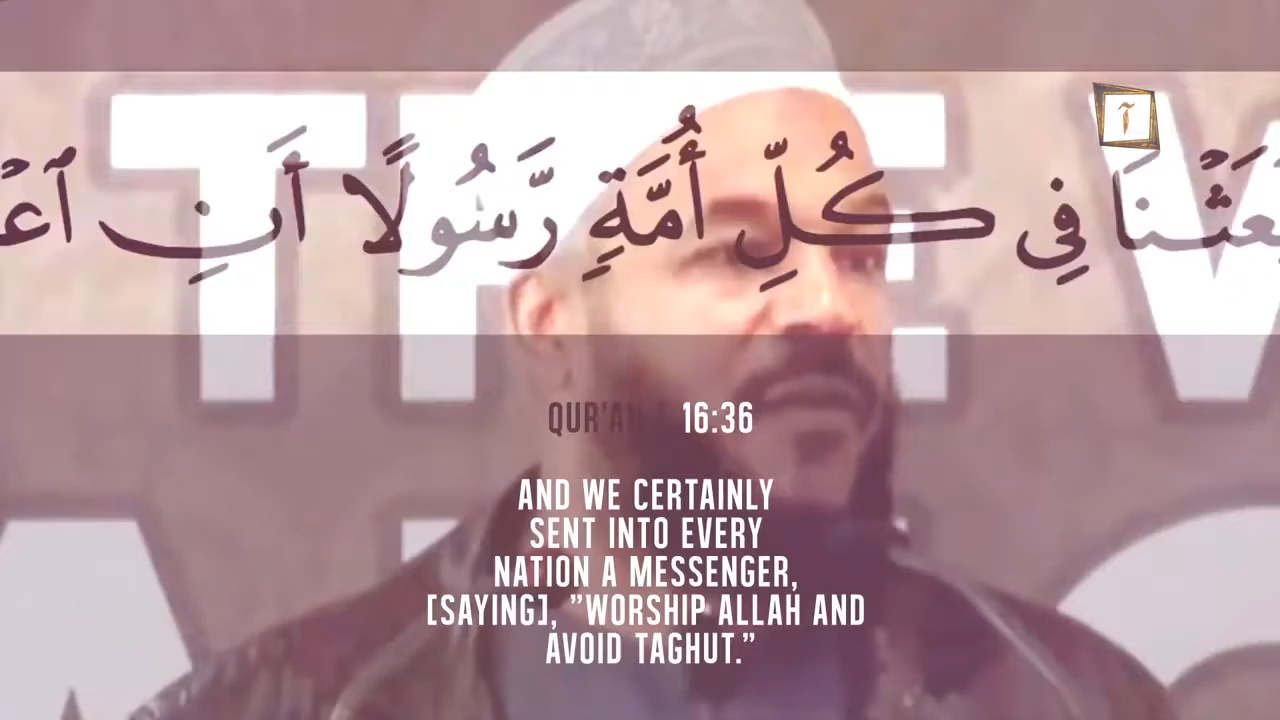 فِي كُلِّ أُمَّةٍ رَّسُولًا أَنِ
QUR’AN 16:36
AND WE CERTAINLY
SENT INTO EVERY
NATION A MESSENGER,
[SAYING], ”WORSHIP ALLAH AND
AVOID TAGHUT.”